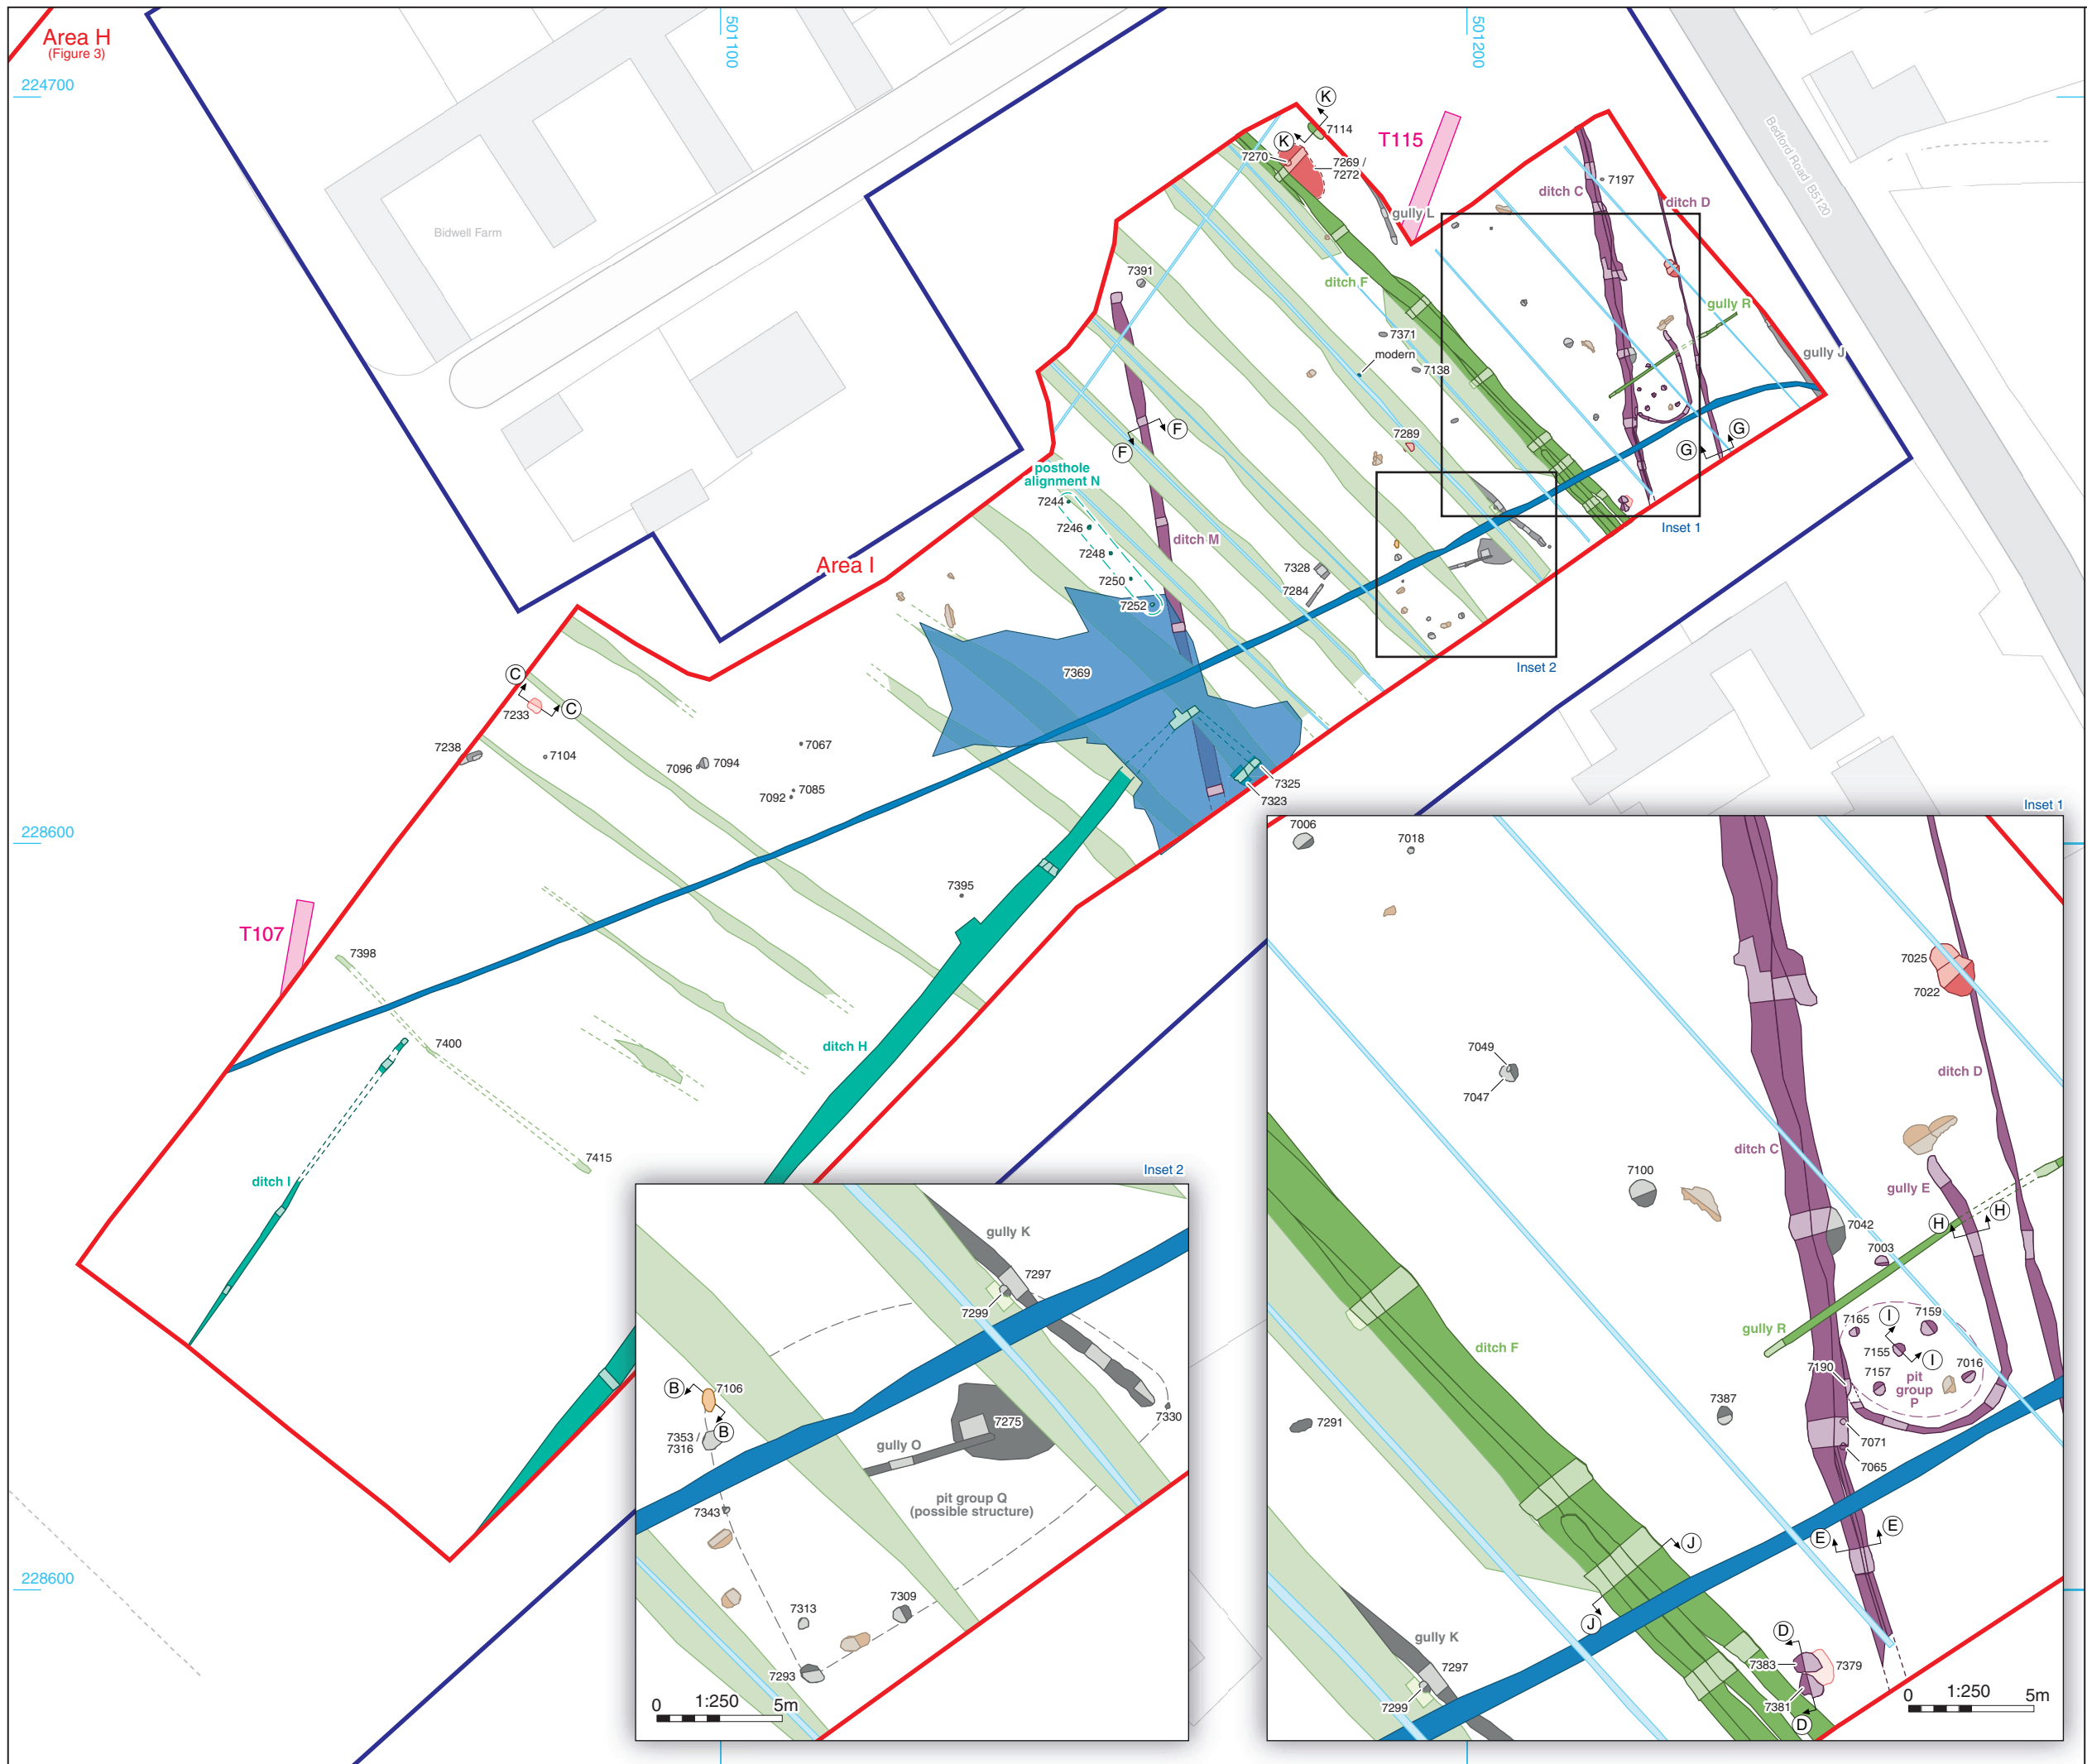 Area H
(Figure 3)
224700
501100
501200
Bidwell Farm
Bedford Road B5120
K
K
7114
7270
7269 /
7272
T115
gully L
ditch C
7197
ditch D
7391
ditch F
gully R
7371
modern
7138
gully J
F
F
7289
G
G
posthole
alignment N
7244
7246
7248
7250
7252
ditch M
Inset 1
Area I
7328
7284
Inset 2
7369
C
C
7233
7238
7104
7067
7096
7094
7085
7092
7325
7323
228600
7395
T107
7398
7400
ditch H
7415
ditch I
228600
Inset 2
gully K
7297
7299
B
7106
B
7353 /
7316
7275
7330
gully O
pit group Q
(possible structure)
7343
7313
7309
7293
0
1:250
5m
Inset 1
7006
7018
7025
7022
7049
7047
ditch D
ditch C
7100
gully E
H
H
7042
7003
gully R
7165
I
7159
7155
I
7190
7157
7016
pit
group
P
ditch F
7387
7291
7071
7065
E
E
J
J
gully K
7297
7299
D
7383
7379
7381
D
0
1:250
5m